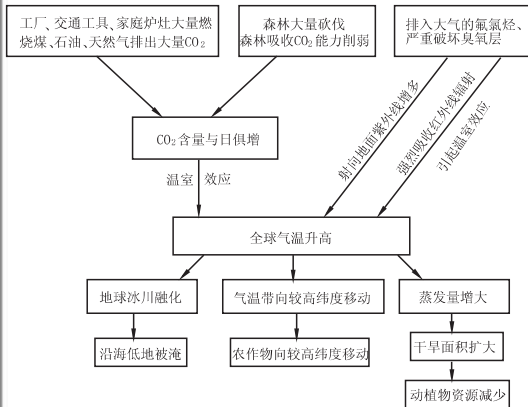 工厂、交通工具、家庭炉灶大量燃
烧煤、石油、天然气排出大量CO₂
森林大量砍伐
森林吸收CO₂能力削弱
排入大气的氟氯烃、
严重破坏臭氧层
CO₂含量与日俱增
射向地面紫外线增多
强烈吸收红外线辐射
引起温室效应
温室 效应
全球气温升高
地球冰川融化
气温带向较高纬度移动
蒸发量增大
沿海低地被淹
农作物向较高纬度移动
干旱面积扩大
动植物资源减少